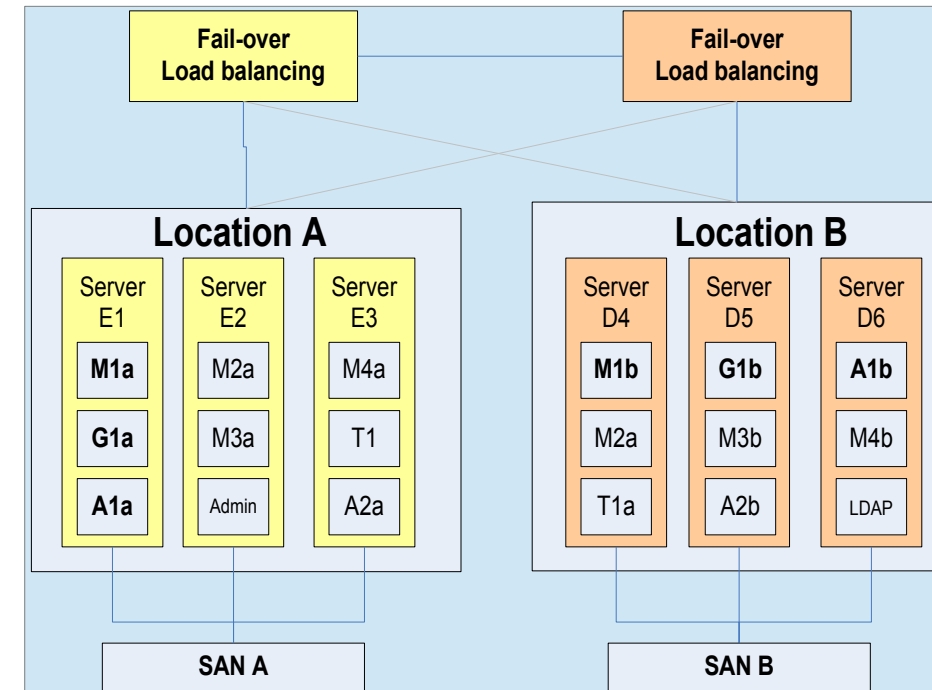 Fail-over
Load balancing
Fail-over
Load balancing
Location A
Server
E1
M1a
G1a
A1a
Server
E2
M2a
M3a
Admin
Server
E3
M4a
T1
A2a
Location B
Server
D4
M1b
M2a
T1a
Server
D5
G1b
M3b
A2b
Server
D6
A1b
M4b
LDAP
SAN A
SAN B